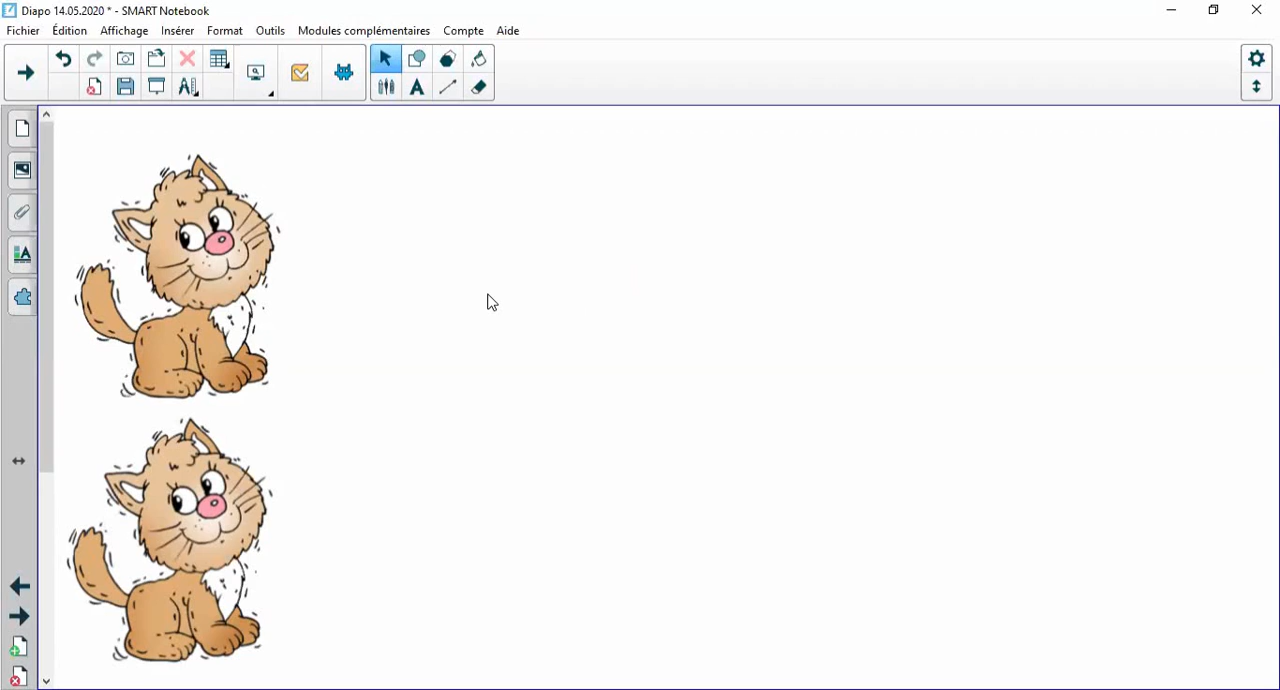 Diapo 14.05.2020 * - SMART Notebook
Fichier Édition Affichage Insérer Format Outils Modules complémentaires Compte Aide